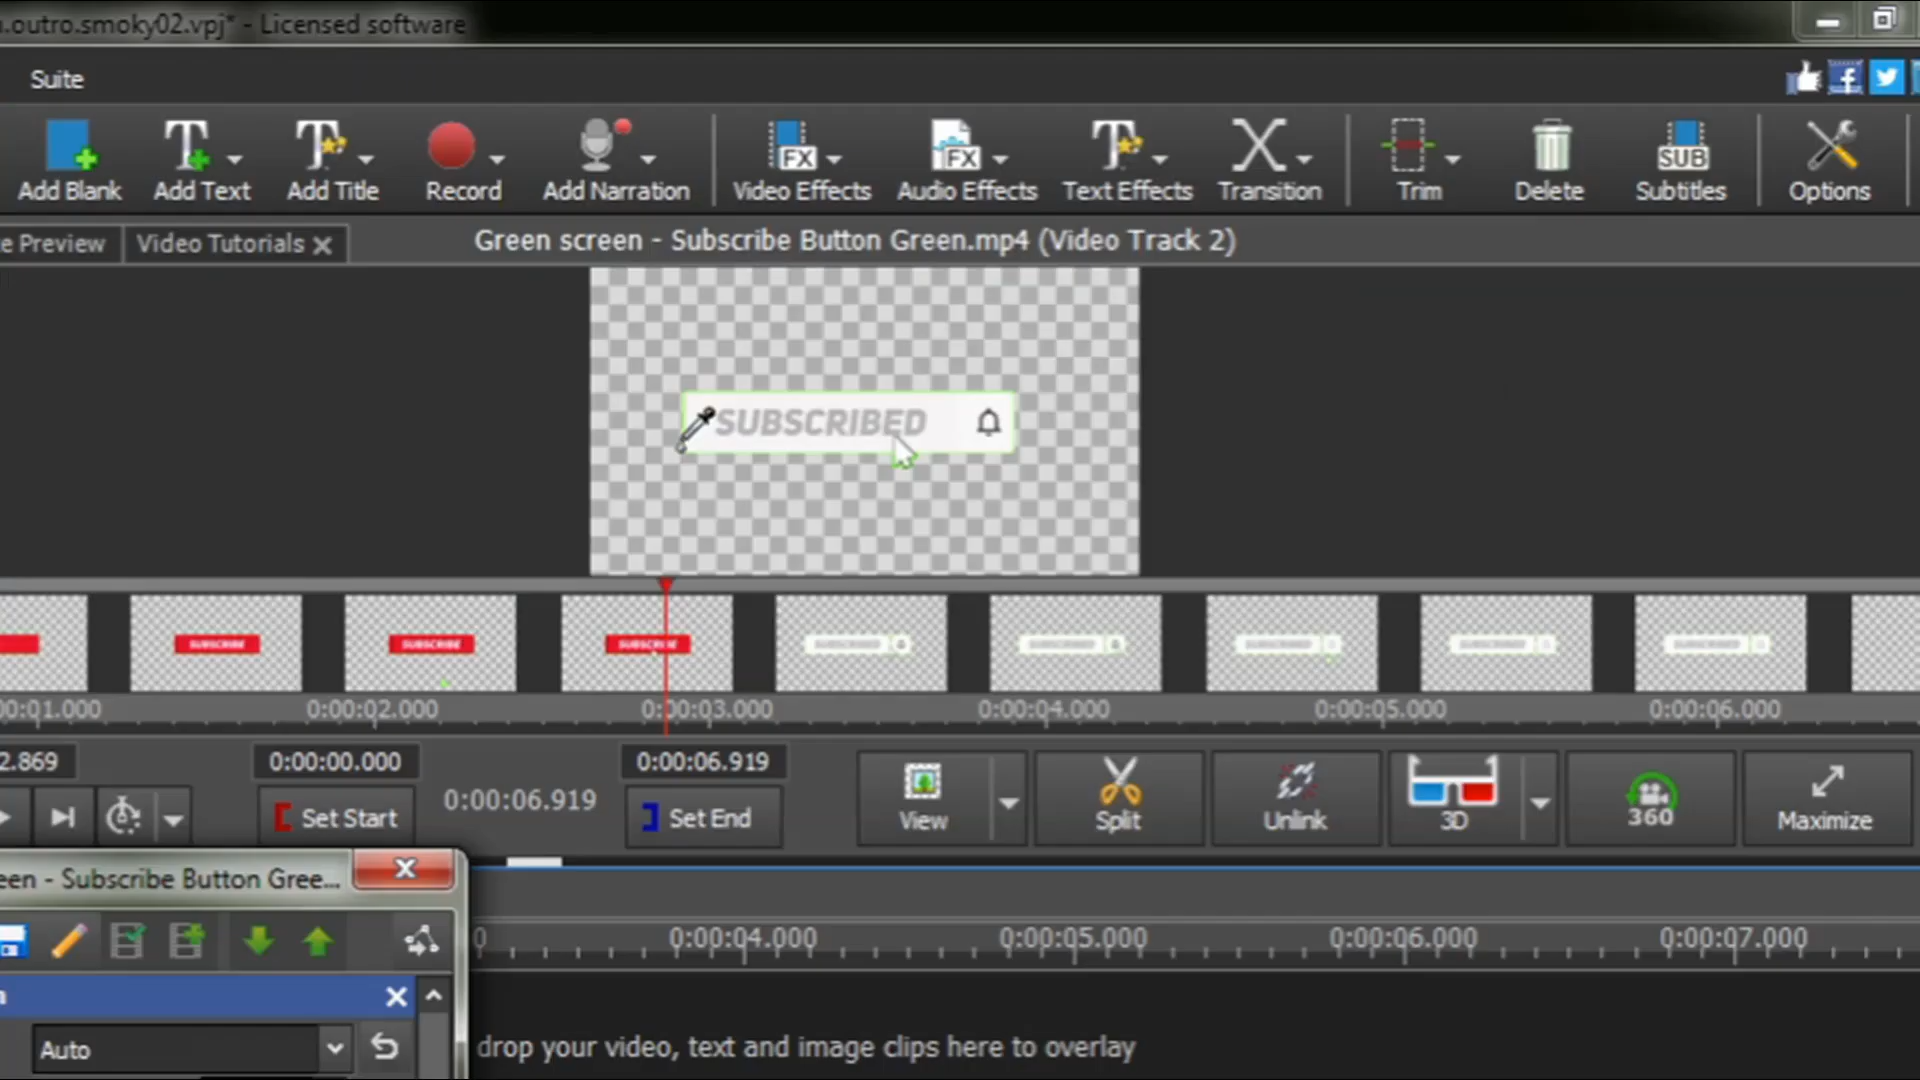 .outro.smoky02.vpj* - Licensed software
Suite
Add Blank
Add Text
Add Title
Record
Add Narration
FX
Video Effects
FX
Audio Effects
Text Effects
Transition
Trim
Delete
SUB
Subtitles
Options
e Preview
Video Tutorials
Green screen - Subscribe Button Green.mp4 (Video Track 2)
SUBSCRIBED
SUBSCRIBE
SUBSCRIBE
SUBSCRIBE
00:01.000
0:00:02.000
0:00:03.000
0:00:04.000
0:00:05.000
0:00:06.000
2.869
0:00:00.000
Set Start
0:00:06.919
0:00:06.919
Set End
View
Split
Unlink
3D
360
Maximize
een - Subscribe Button Gree...
0
0:00:04.000
0:00:05.000
0:00:06.000
0:00:07.000
Auto
drop your video, text and image clips here to overlay